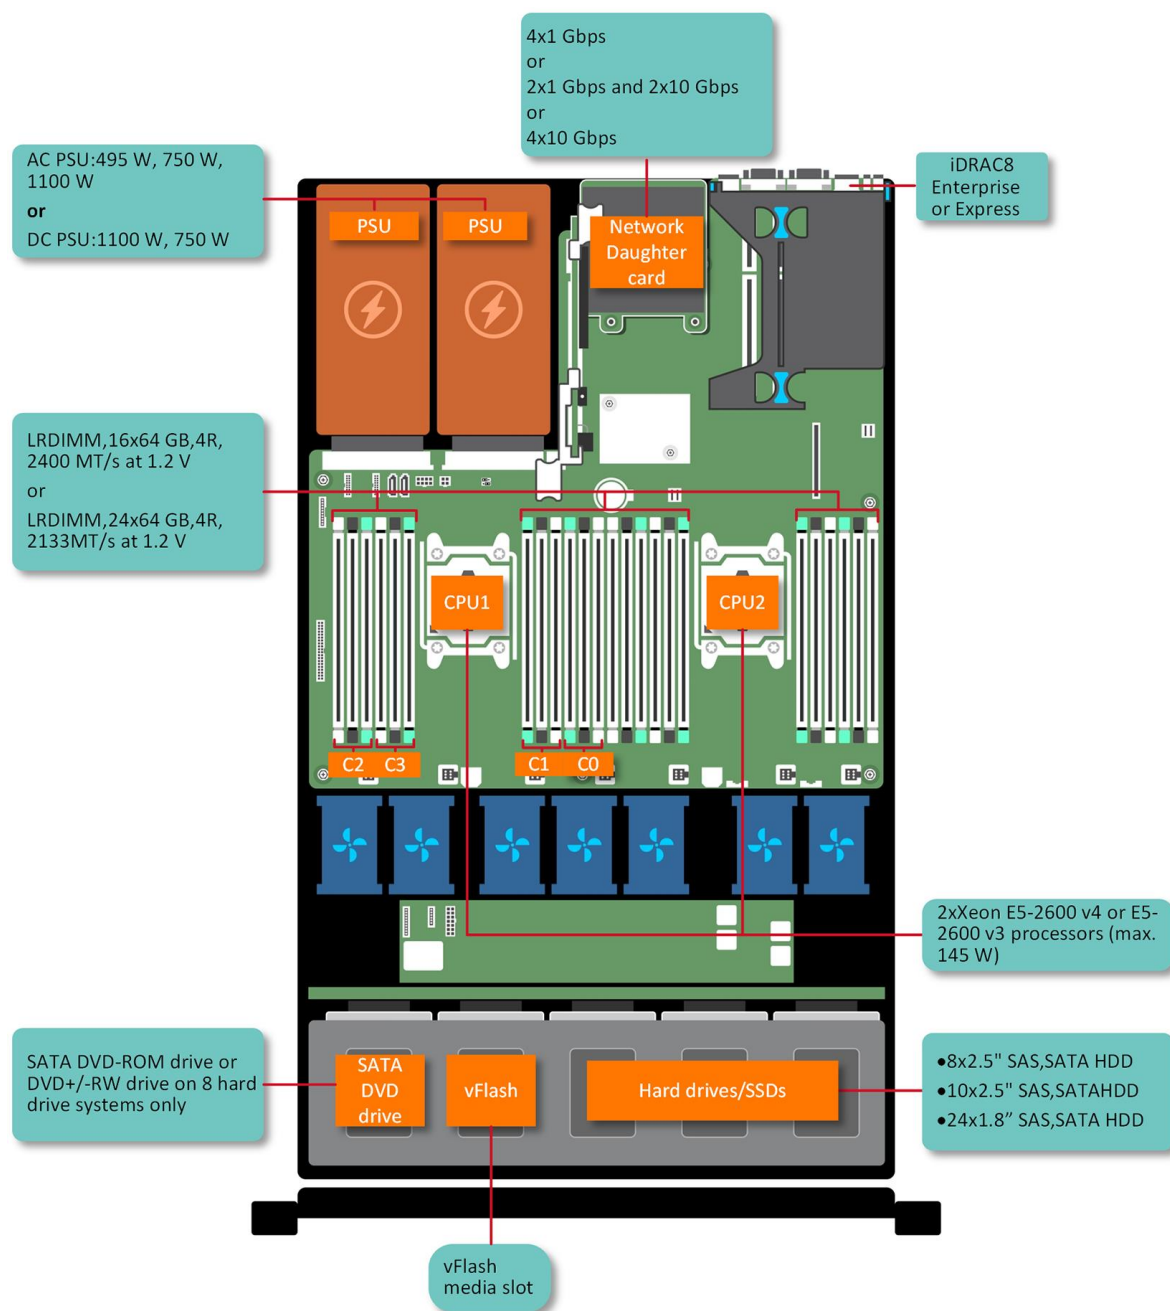 4x1 Gbps
or
2x1 Gbps and 2x10 Gbps
or
4x10 Gbps
AC PSU:495 W, 750 W,
1100 W
or
DC PSU:1100 W, 750 W
iDRAC8
Enterprise
or Express
PSU
PSU
Network
Daughter
card
LRDIMM,16x64 GB,4R,
2400 MT/s at 1.2 V
or
LRDIMM,24x64 GB,4R,
2133MT/s at 1.2 V
CPU1
CPU2
C2
C3
C1
C0
2xXeon E5-2600 v4 or E5-
2600 v3 processors (max.
145 W)
SATA DVD-ROM drive or
DVD+/-RW drive on 8 hard
drive systems only
SATA
DVD
drive
vFlash
Hard drives/SSDs
●8x2.5" SAS,SATA HDD
●10x2.5" SAS,SATAHDD
●24x1.8” SAS,SATA HDD
vFlash
media slot